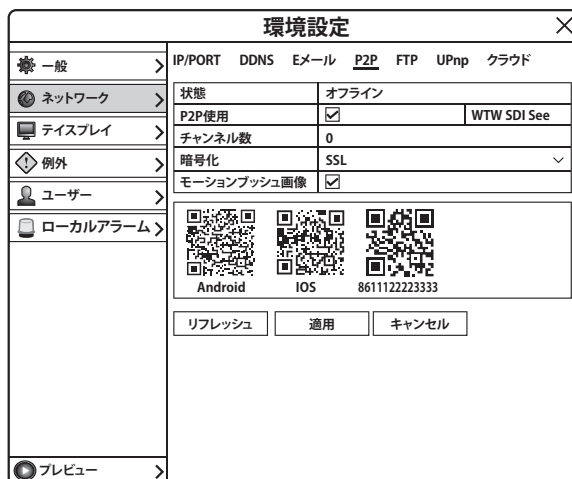 環境設定
一般
ネットワーク
テイスプレイ
例外
ユーザー
ローカルアラーム
プレビュー
IP/PORT DDNS Eメール P2P FTP UPnp クラウド
状態 オフライン
P2P使用 WTW SDI See
チャンネル数 0
暗号化 SSL
モーションブッシュ画像
Android IOS 8611122223333
リフレッシュ 適用 キャンセル